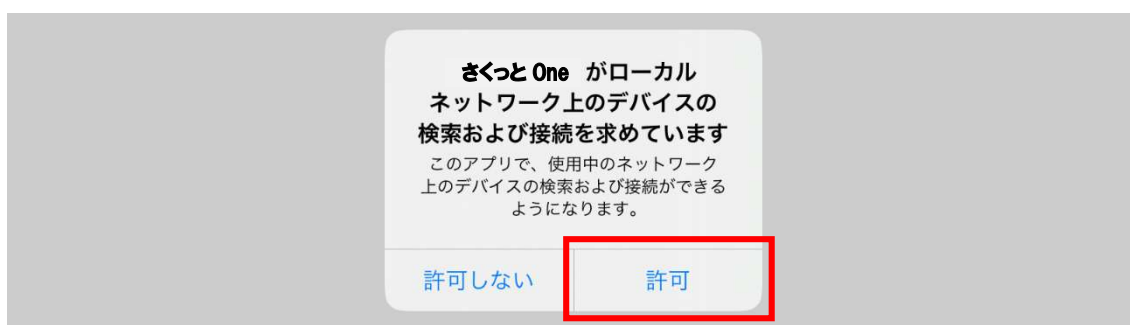 さくっと One がローカル
ネットワーク上のデバイスの
検索および接続を求めています
このアプリで、使用中のネットワーク
上のデバイスの検索および接続ができる
ようになります。
許可しない 許可